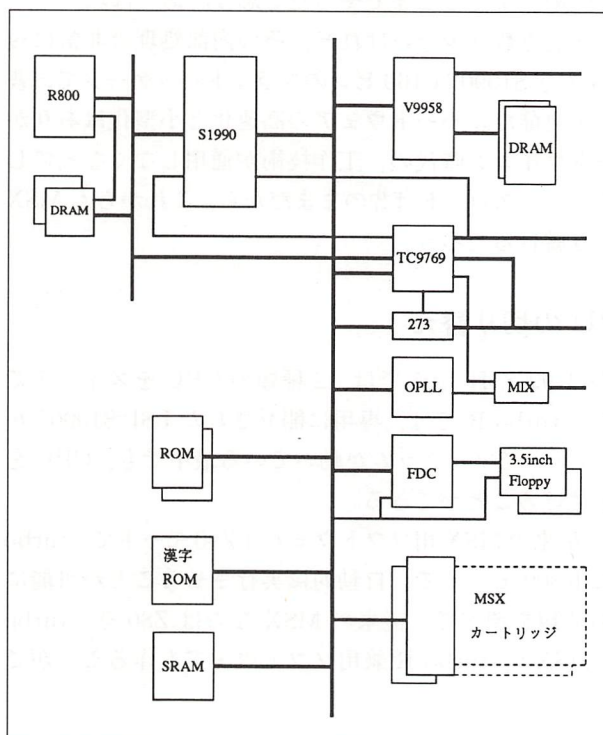 R800
S1990
V9958
DRAM
DRAM
TC9769
273
OPLL
MIX
ROM
FDC
3.5inch
Floppy
漢字
ROM
MSX
カートリッジ
SRAM